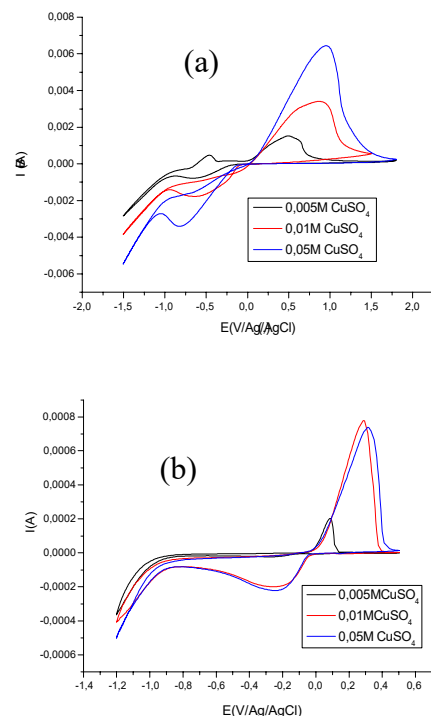 (a)
0,008
0,006
0,004
0,002
0,000
-0,002
-0,004
-0,006
I (A)
0,005M CuSO4
0,01M CuSO4
0,05M CuSO4
-2,0 -1,5 -1,0 -0,5 0,0 0,5 1,0 1,5 2,0
E(V/Ag/AgCl)
(b)
0,0008
0,0006
0,0004
0,0002
0,0000
-0,0002
-0,0004
-0,0006
I(A)
0,005MCuSO4
0,01MCuSO4
0,05M CuSO4
-1,4 -1,2 -1,0 -0,8 -0,6 -0,4 -0,2 0,0 0,2 0,4 0,6
E(V/Ag/AgCl)